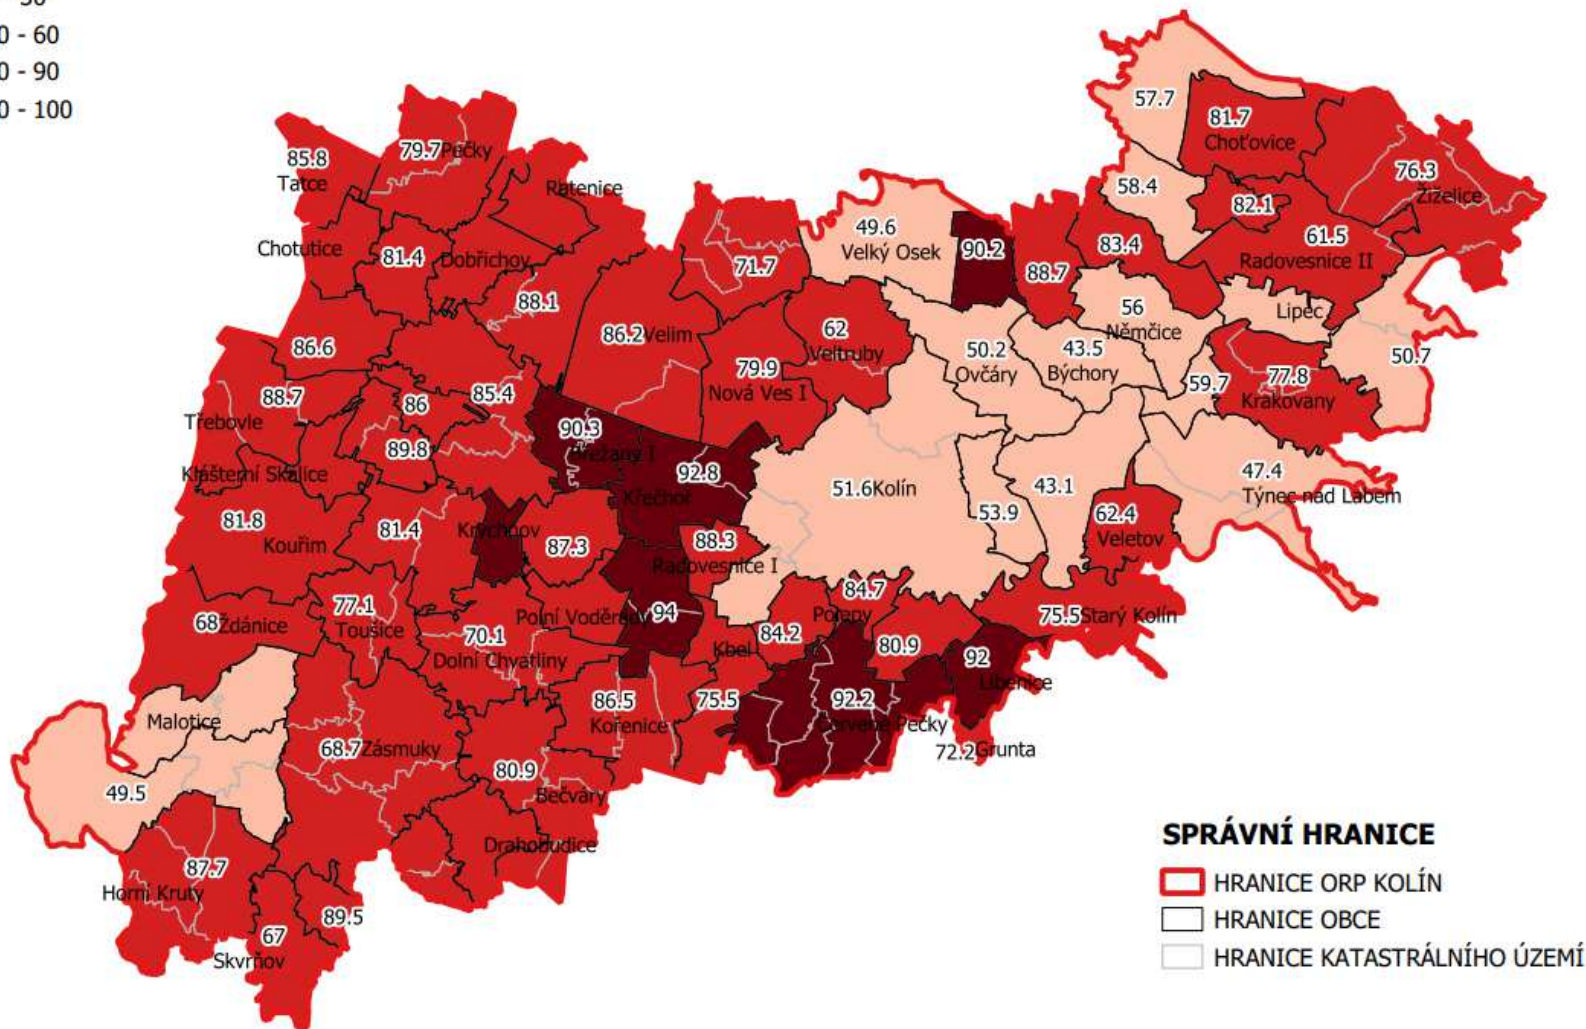 0 - 60
0 - 90
0 - 100
57.7
81.7
Choťovice
79.7 Pečky
85.8
Tatce
76.3
Žiželice
58.4
Ratenice
82.1
49.6
Velký Osek
90.2
61.5
Radovesnice II
83.4
Chotutice
81.4
Dobřichov
71.7
88.7
88.1
56
Němčice
Lipec
86.2 Velim
62
Veltruby
86.6
50.2
Ovčáry
43.5
Býchory
50.7
79.9
Nová Ves I
59.7
77.8
Krakovany
88.7
86
85.4
Třebovle
90.3
Břežany I
89.8
Klášterní Skalice
92.8
Křečhoř
47.4
Týnec nad Labem
51.6 Kolín
43.1
53.9
62.4
Veletov
81.8
Kouřim
81.4
Krychnov
87.3
88.3
Radovesnice I
84.7
Polepy
77.1
Toušice
68 Ždánice
94
Polní Voděrady
75.5 Starý Kolín
70.1
Dolní Chvatliny
Kbel
84.2
80.9
92
Libenice
86.5
Kořenice
75.5
92.2
Červené Pečky
Malotice
72.2 Grunta
68.7 Zásmuky
80.9
Bečváry
49.5
Drahobudice
87.7
Horní Kruty
89.5
67
Skvrňov
SPRÁVNÍ HRANICE
HRANICE ORP KOLÍN
HRANICE OBCE
HRANICE KATASTRÁLNÍHO ÚZEMÍ